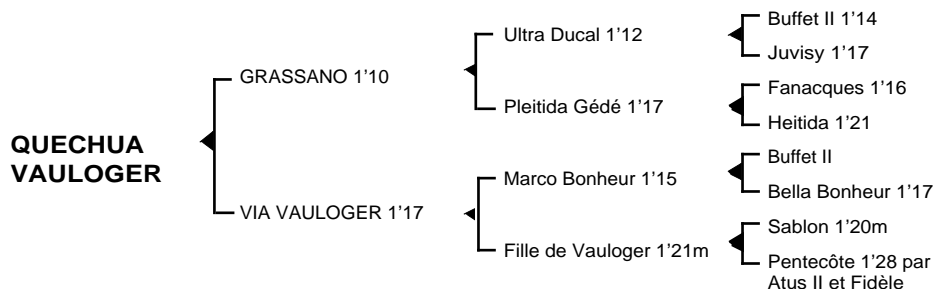 QUECHUA
VAULOGER
GRASSANO 1’10
VIA VAULOGER 1’17
Ultra Ducal 1’12
Pleitida Gédé 1’17
Marco Bonheur 1’15
Fille de Vauloger 1’21m
Buffet II 1’14
Juvisy 1’17
Fanacques 1’16
Heitida 1’21
Buffet II
Bella Bonheur 1’17
Sablon 1’20m
Pentecôte 1’28 par
Atus II et Fidèle